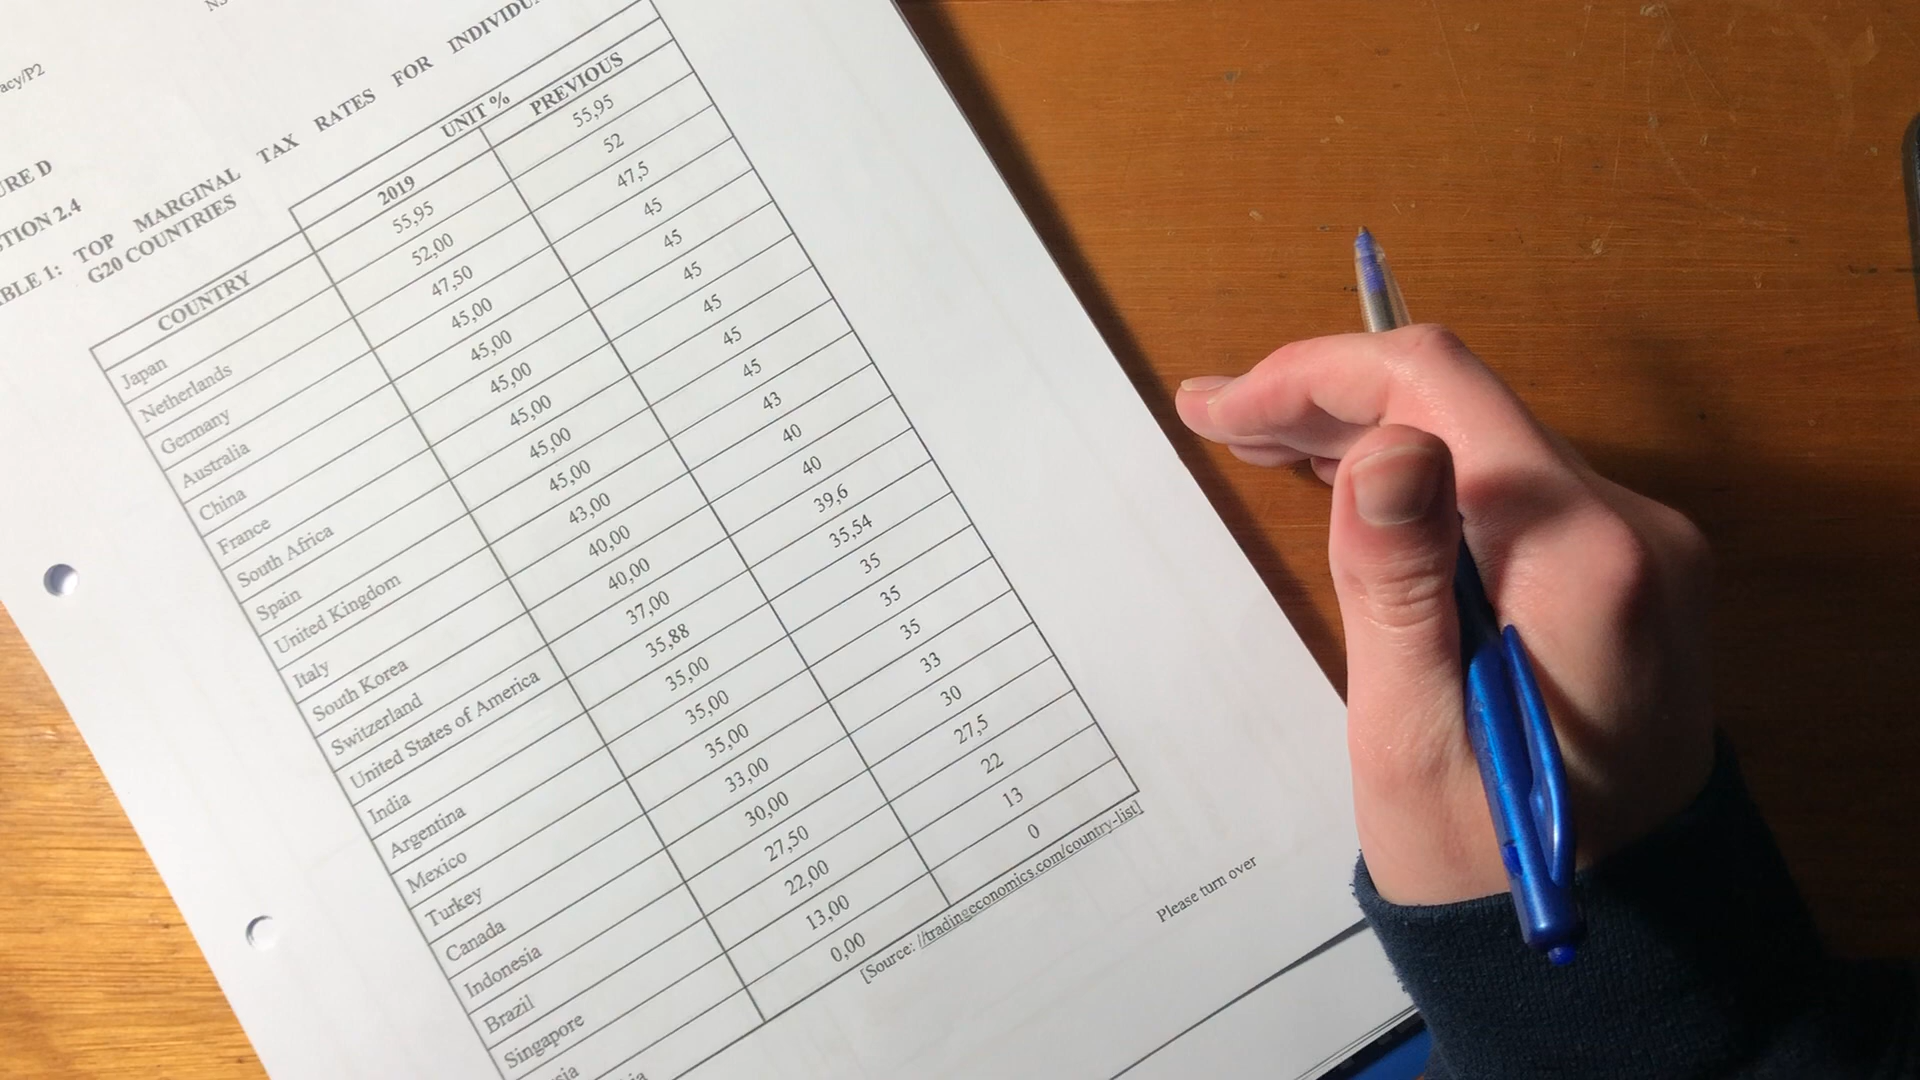 acy/P2
URE D
STION 2.4
BLE 1: TOP MARGINAL TAX RATES FOR INDIVIDU
G20 COUNTRIES
COUNTRY UNIT %
2019 PREVIOUS
Japan 55,95 55,95
Netherlands 52,00 52
Germany 47,50 47,5
Australia 45,00 45
China 45,00 45
France 45,00 45
South Africa 45,00 45
Spain 45,00 45
United Kingdom 45,00 45
Italy 43,00 43
South Korea 40,00 40
Switzerland 40,00 40
United States of America 37,00 39,6
India 35,88 35,54
Argentina 35,00 35
Mexico 35,00 35
Turkey 35,00 35
Canada 33,00 33
Indonesia 30,00 30
Brazil 27,50 27,5
Singapore 22,00 22
sia 13,00 13
ia 0,00 0
[Source: //tradingeconomics.com/country-list]
Please turn over